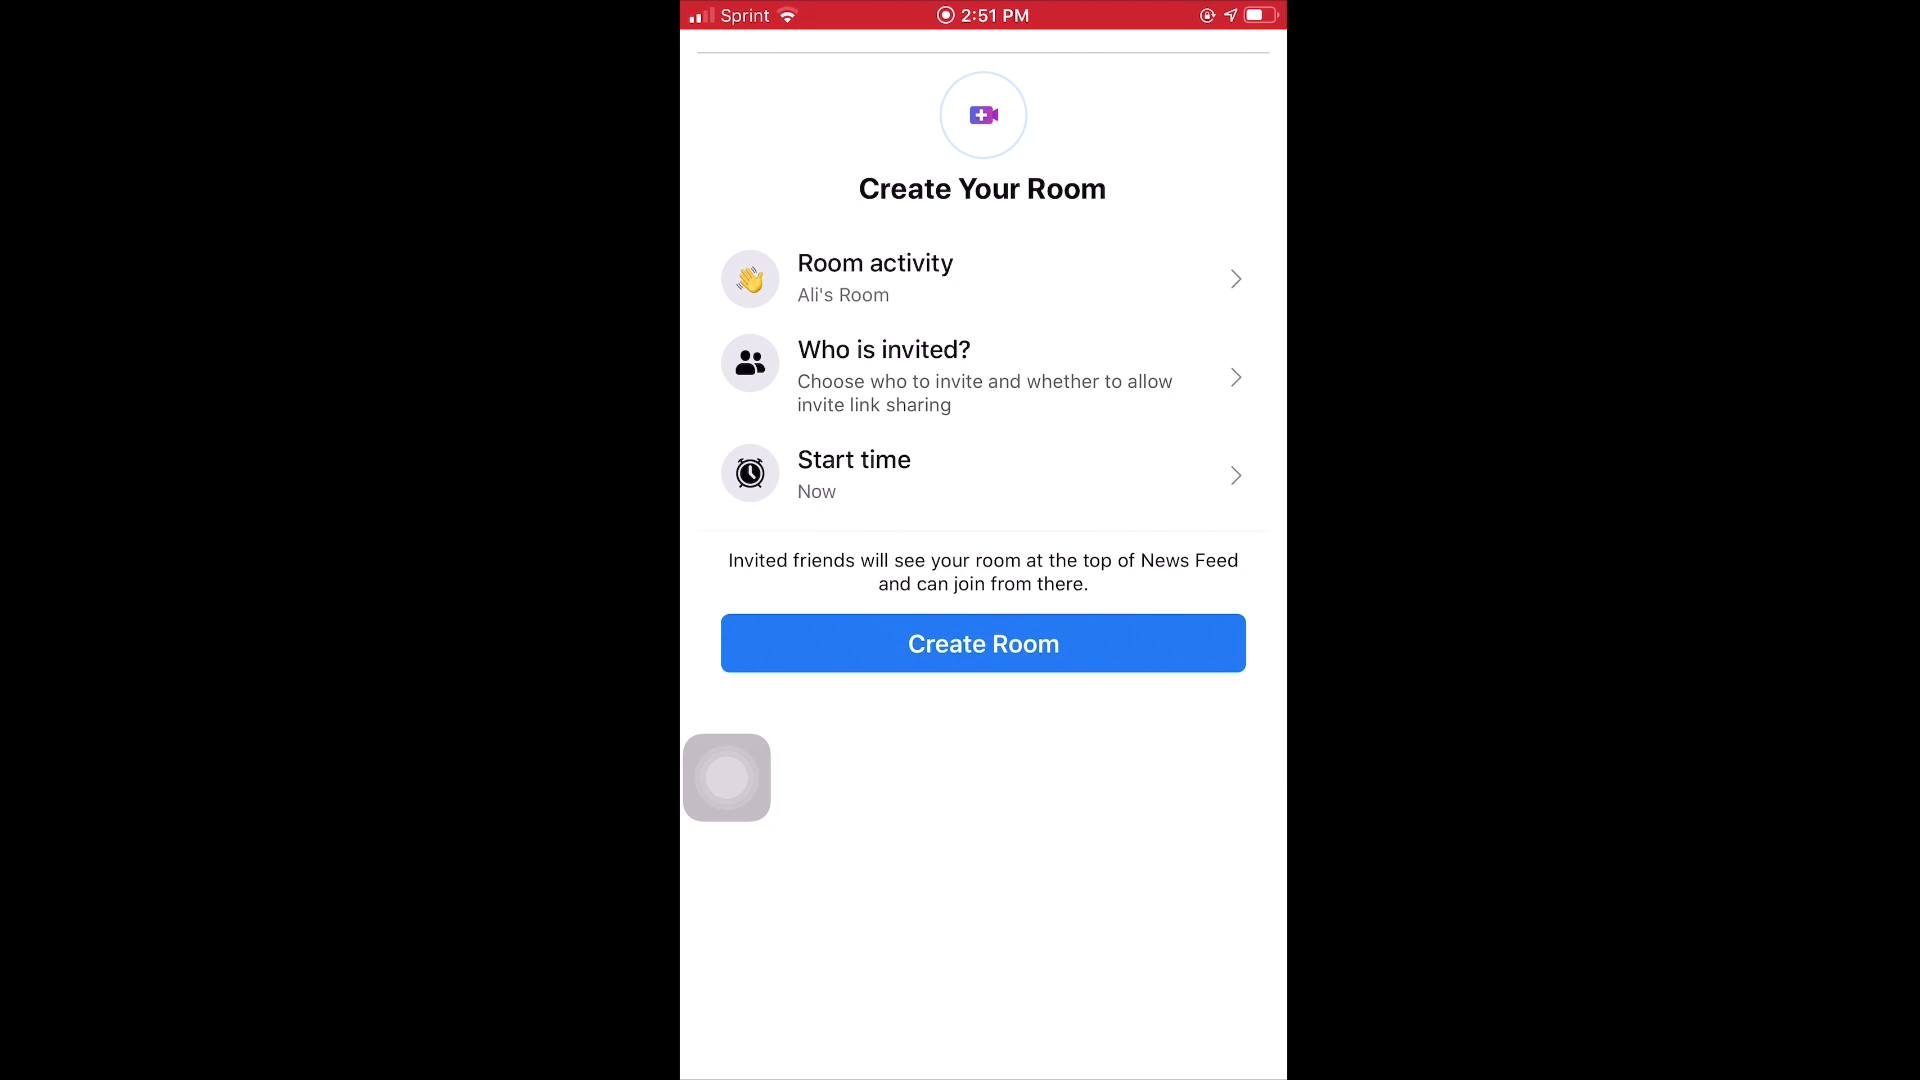 Sprint 2:51 PM
Create Your Room
Room activity
Ali's Room
Who is invited?
Choose who to invite and whether to allow
invite link sharing
Start time
Now
Invited friends will see your room at the top of News Feed
and can join from there.
Create Room